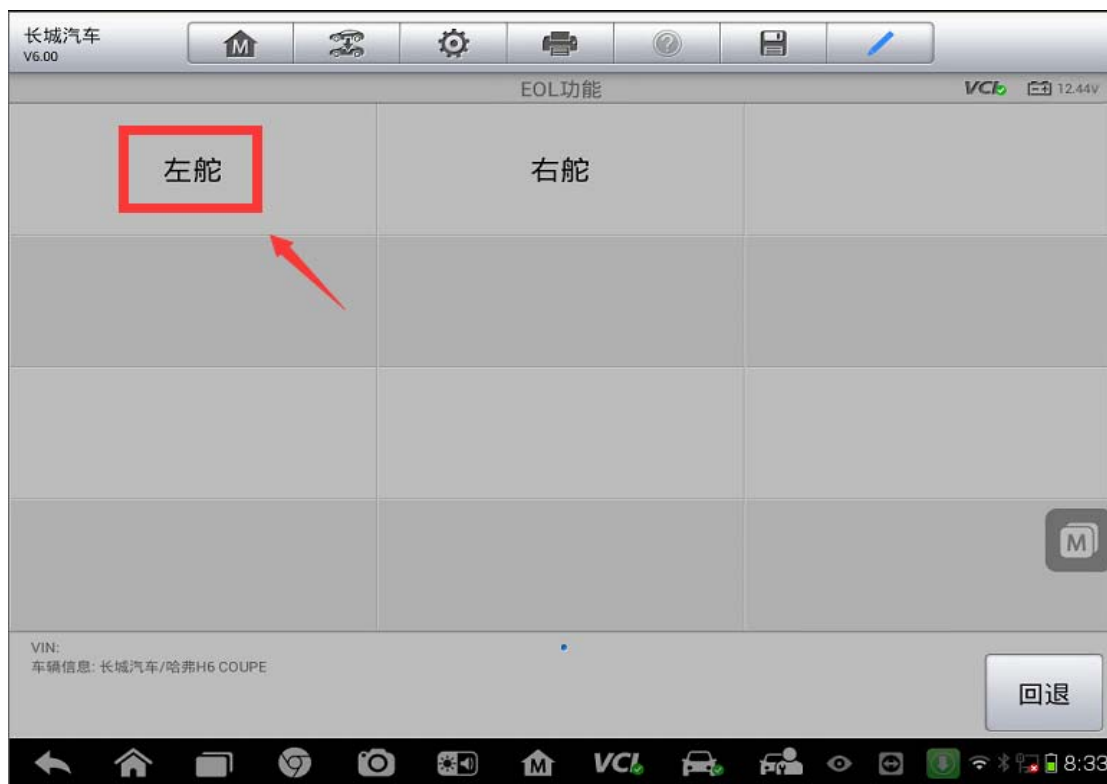 长城汽车
V6.00
M
EOL功能
VCI
12.44V
左舵
右舵
M
VIN:
车辆信息: 长城汽车/哈弗H6 COUPE
回退
M
VCI
8:33